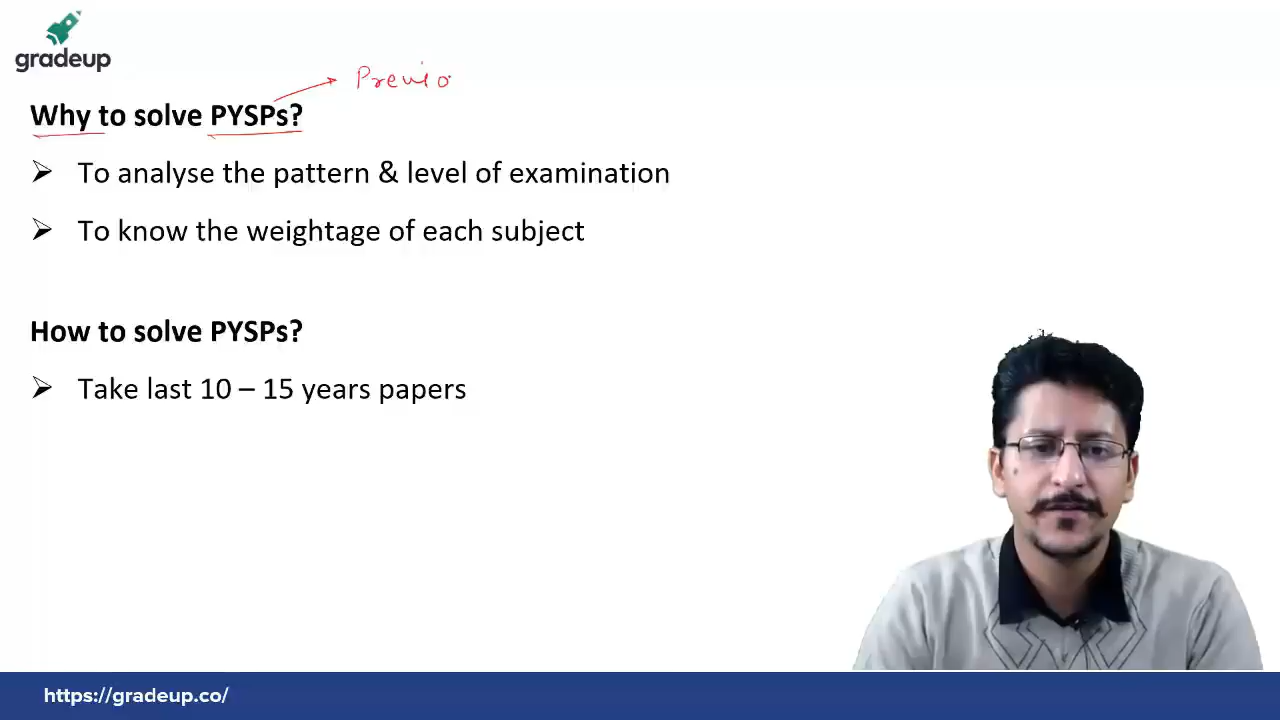 gradeup
Previo
Why to solve PYSPs?
➢ To analyse the pattern & level of examination
➢ To know the weightage of each subject
How to solve PYSPs?
➢ Take last 10 – 15 years papers
https://gradeup.co/